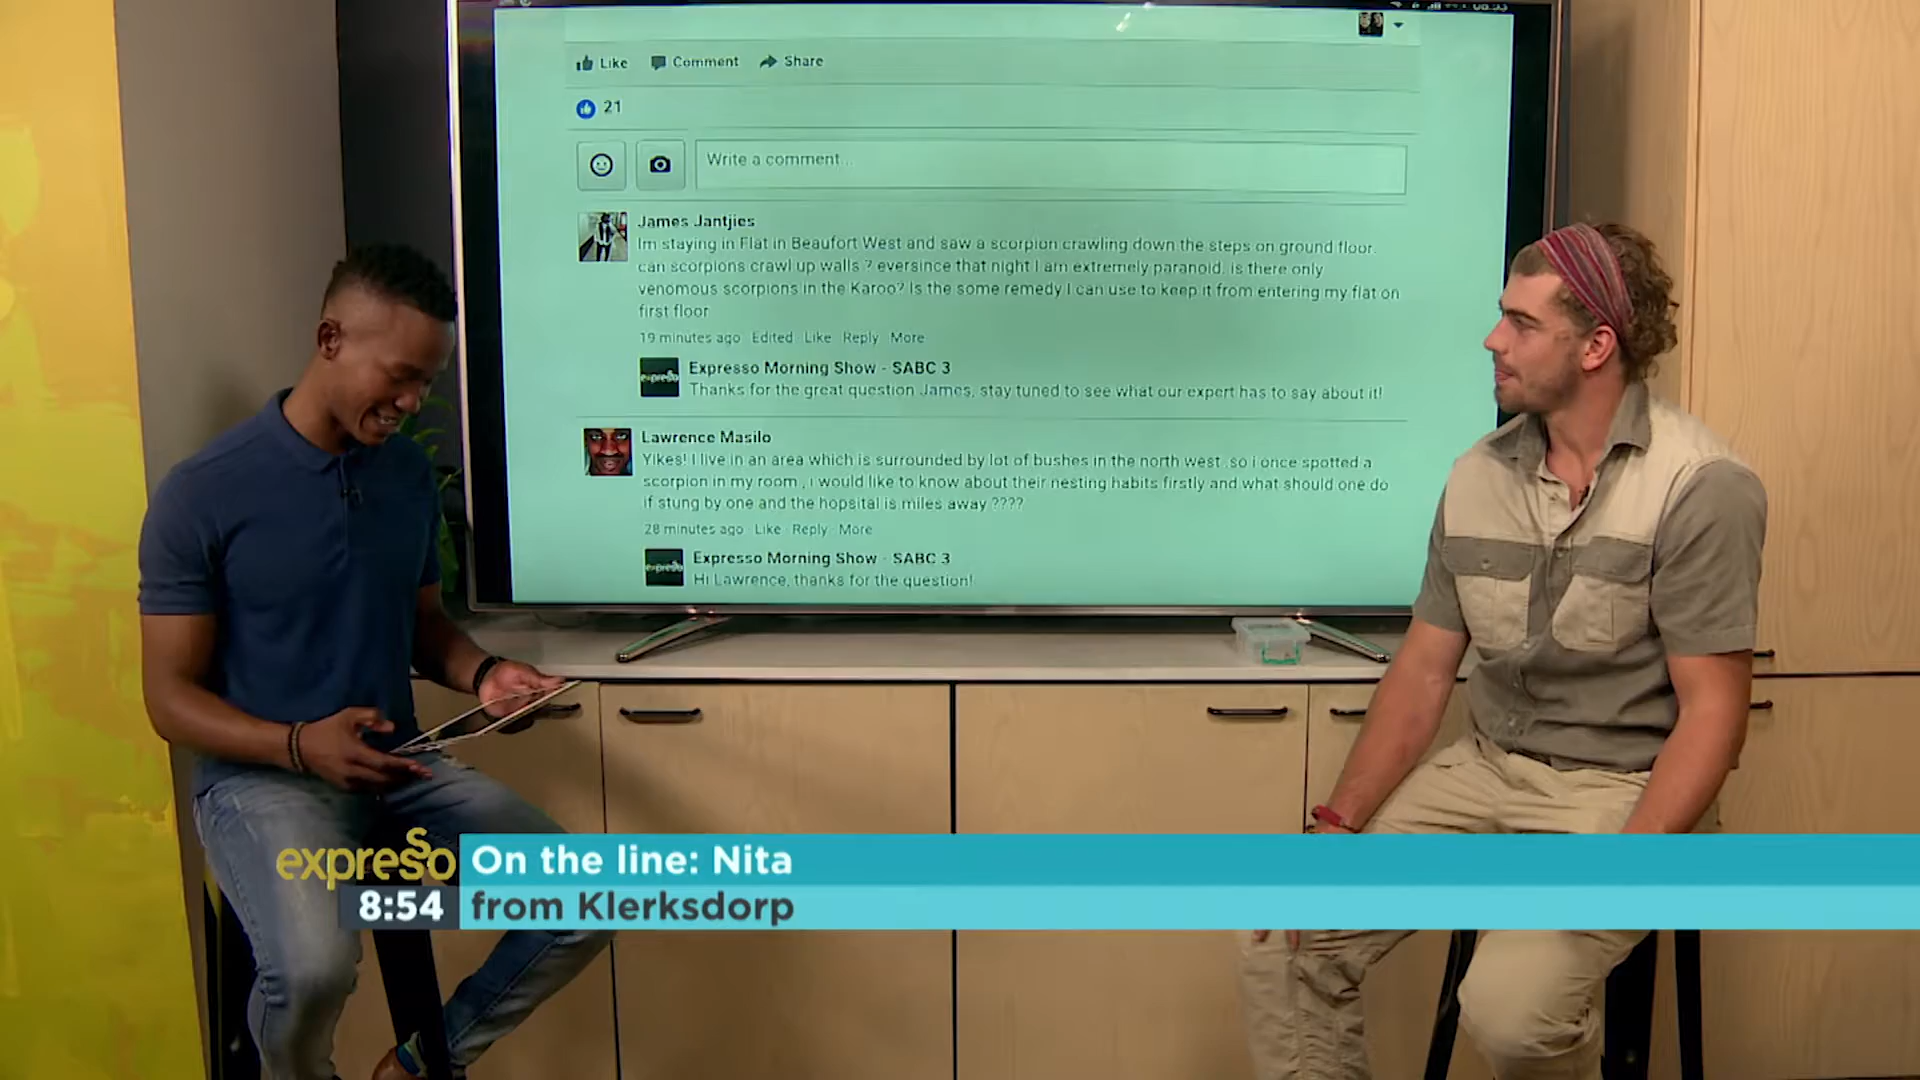 08:53
Like Comment Share
21
Write a comment...
James Jantjies
Im staying in Flat in Beaufort West and saw a scorpion crawling down the steps on ground floor.
can scorpions crawl up walls ? eversince that night I am extremely paranoid. is there only
venomous scorpions in the Karoo? Is the some remedy I can use to keep it from entering my flat on
first floor
19 minutes ago · Edited · Like · Reply · More
Expresso Morning Show - SABC 3
Thanks for the great question James, stay tuned to see what our expert has to say about it!
Lawrence Masilo
Yikes! I live in an area which is surrounded by lot of bushes in the north west .so i once spotted a
scorpion in my room , i would like to know about their nesting habits firstly and what should one do
if stung by one and the hopsital is miles away ????
28 minutes ago · Like · Reply · More
Expresso Morning Show - SABC 3
Hi Lawrence, thanks for the question!
expresso
On the line: Nita
8:54
from Klerksdorp